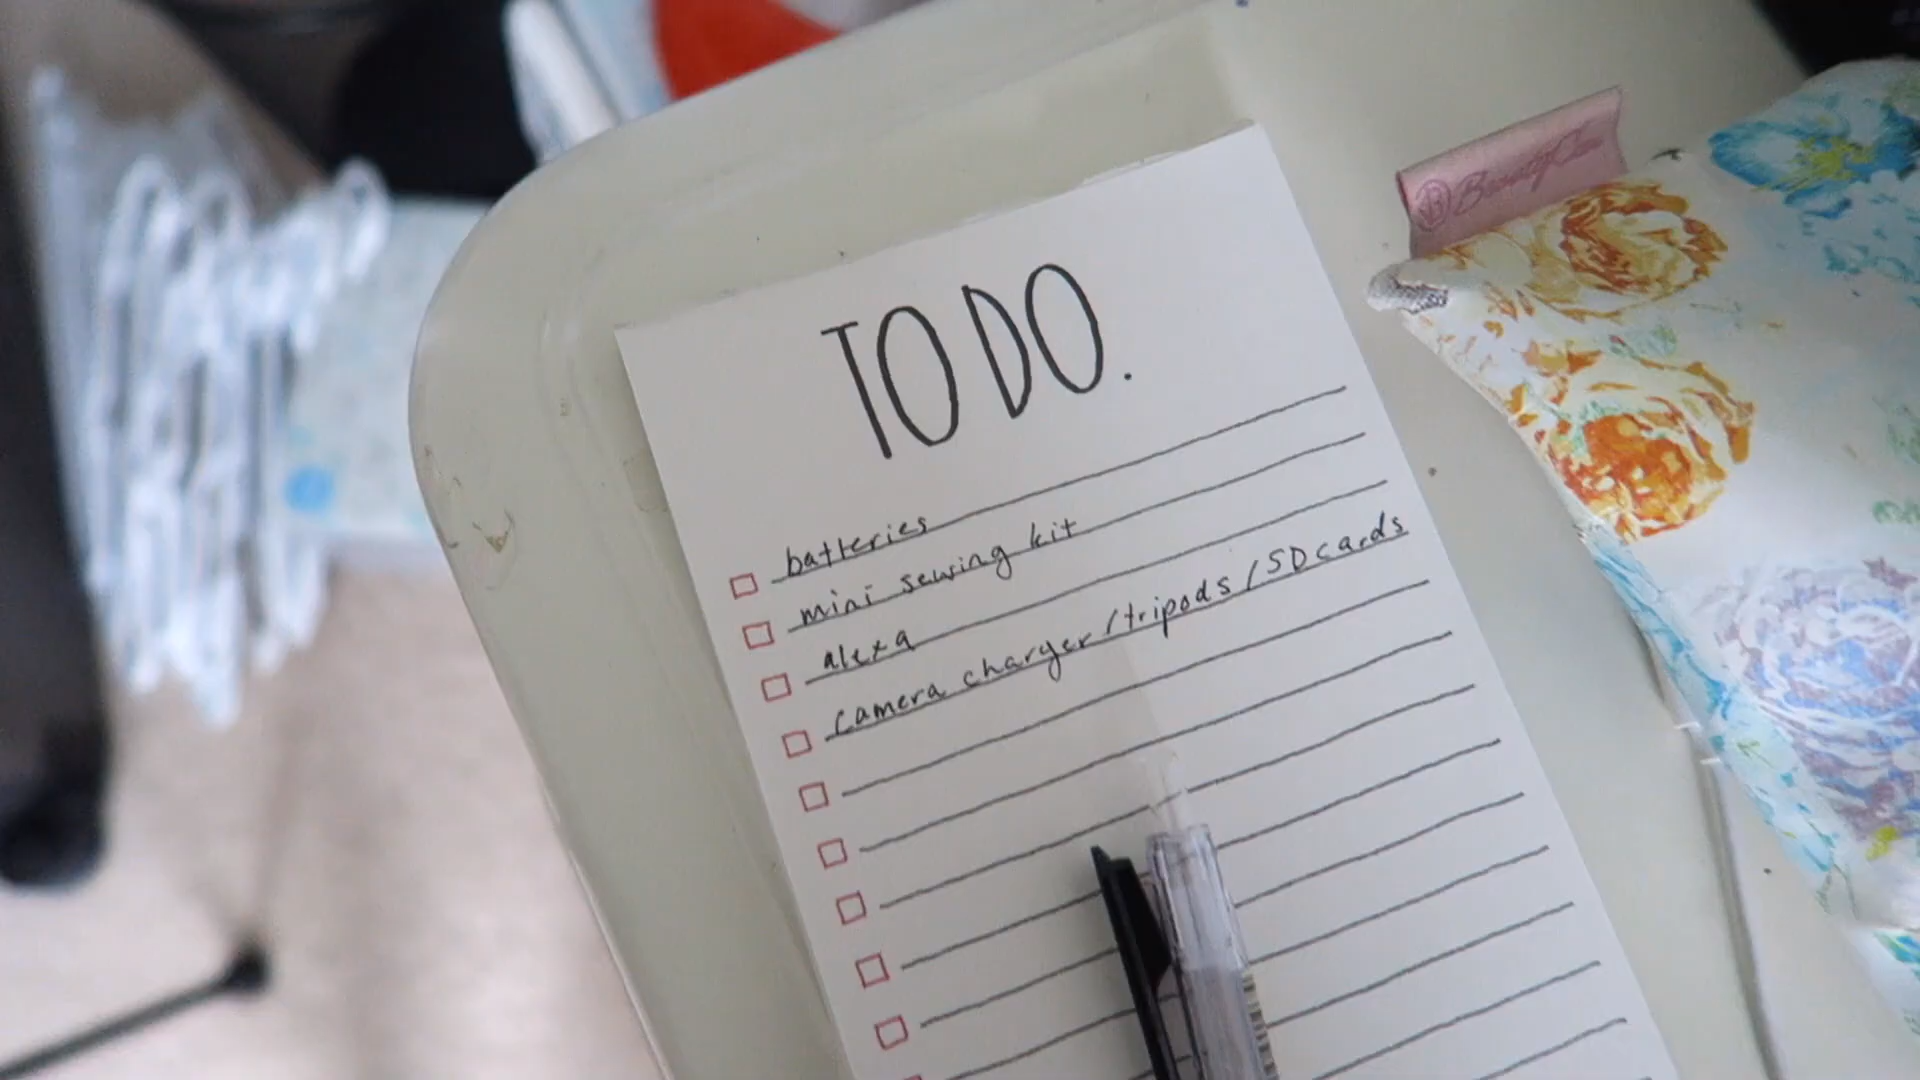 TO DO.
batteries
mini sewing kit
alexa
camera charger/tripods/SD cards